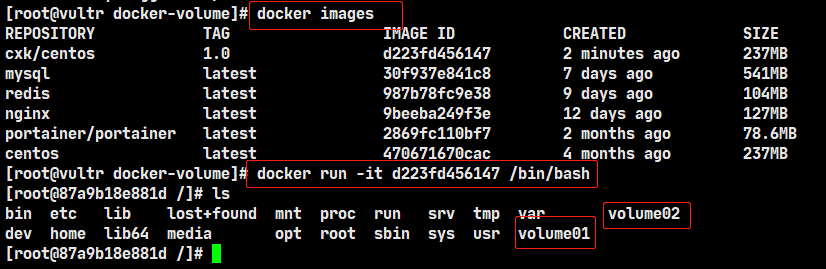 [root@vultr docker-volume]# docker images
REPOSITORY TAG IMAGE ID CREATED SIZE
cxk/centos 1.0 d223fd456147 2 minutes ago 237MB
mysql latest 30f937e841c8 7 days ago 541MB
redis latest 987b78fc9e38 9 days ago 104MB
nginx latest 9beeba249f3e 12 days ago 127MB
portainer/portainer latest 2869fc110bf7 2 months ago 78.6MB
centos latest 470671670cac 4 months ago 237MB
[root@vultr docker-volume]# docker run -it d223fd456147 /bin/bash
[root@87a9b18e881d /]# ls
bin etc lib lost+found mnt proc run srv tmp var volume02
dev home lib64 media opt root sbin sys usr volume01
[root@87a9b18e881d /]#